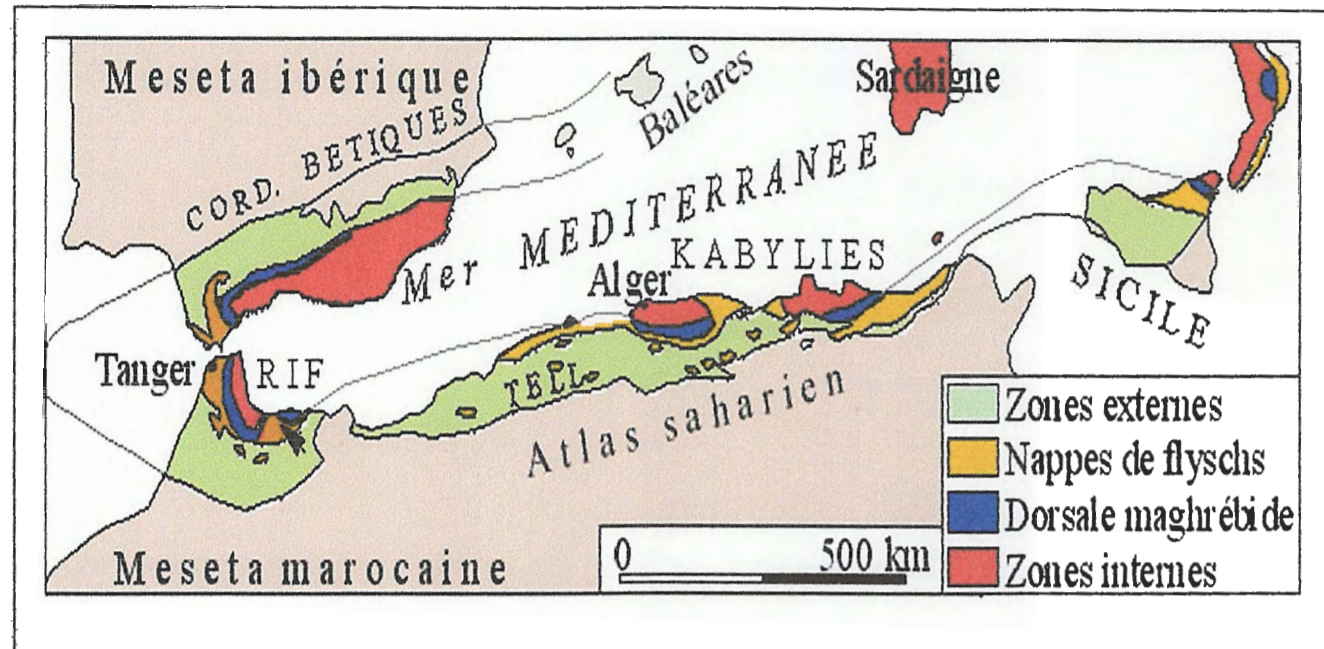 Meseta ibérique
CORD. BETIQUES
Baléares
Sardaigne
Mer MEDITERRANEE
Alger
KABYLIES
SICILE
Tanger
RIF
TELL
Atlas saharien
Meseta marocaine
0 500 km
Zones externes
Nappes de flyschs
Dorsale maghrébide
Zones internes